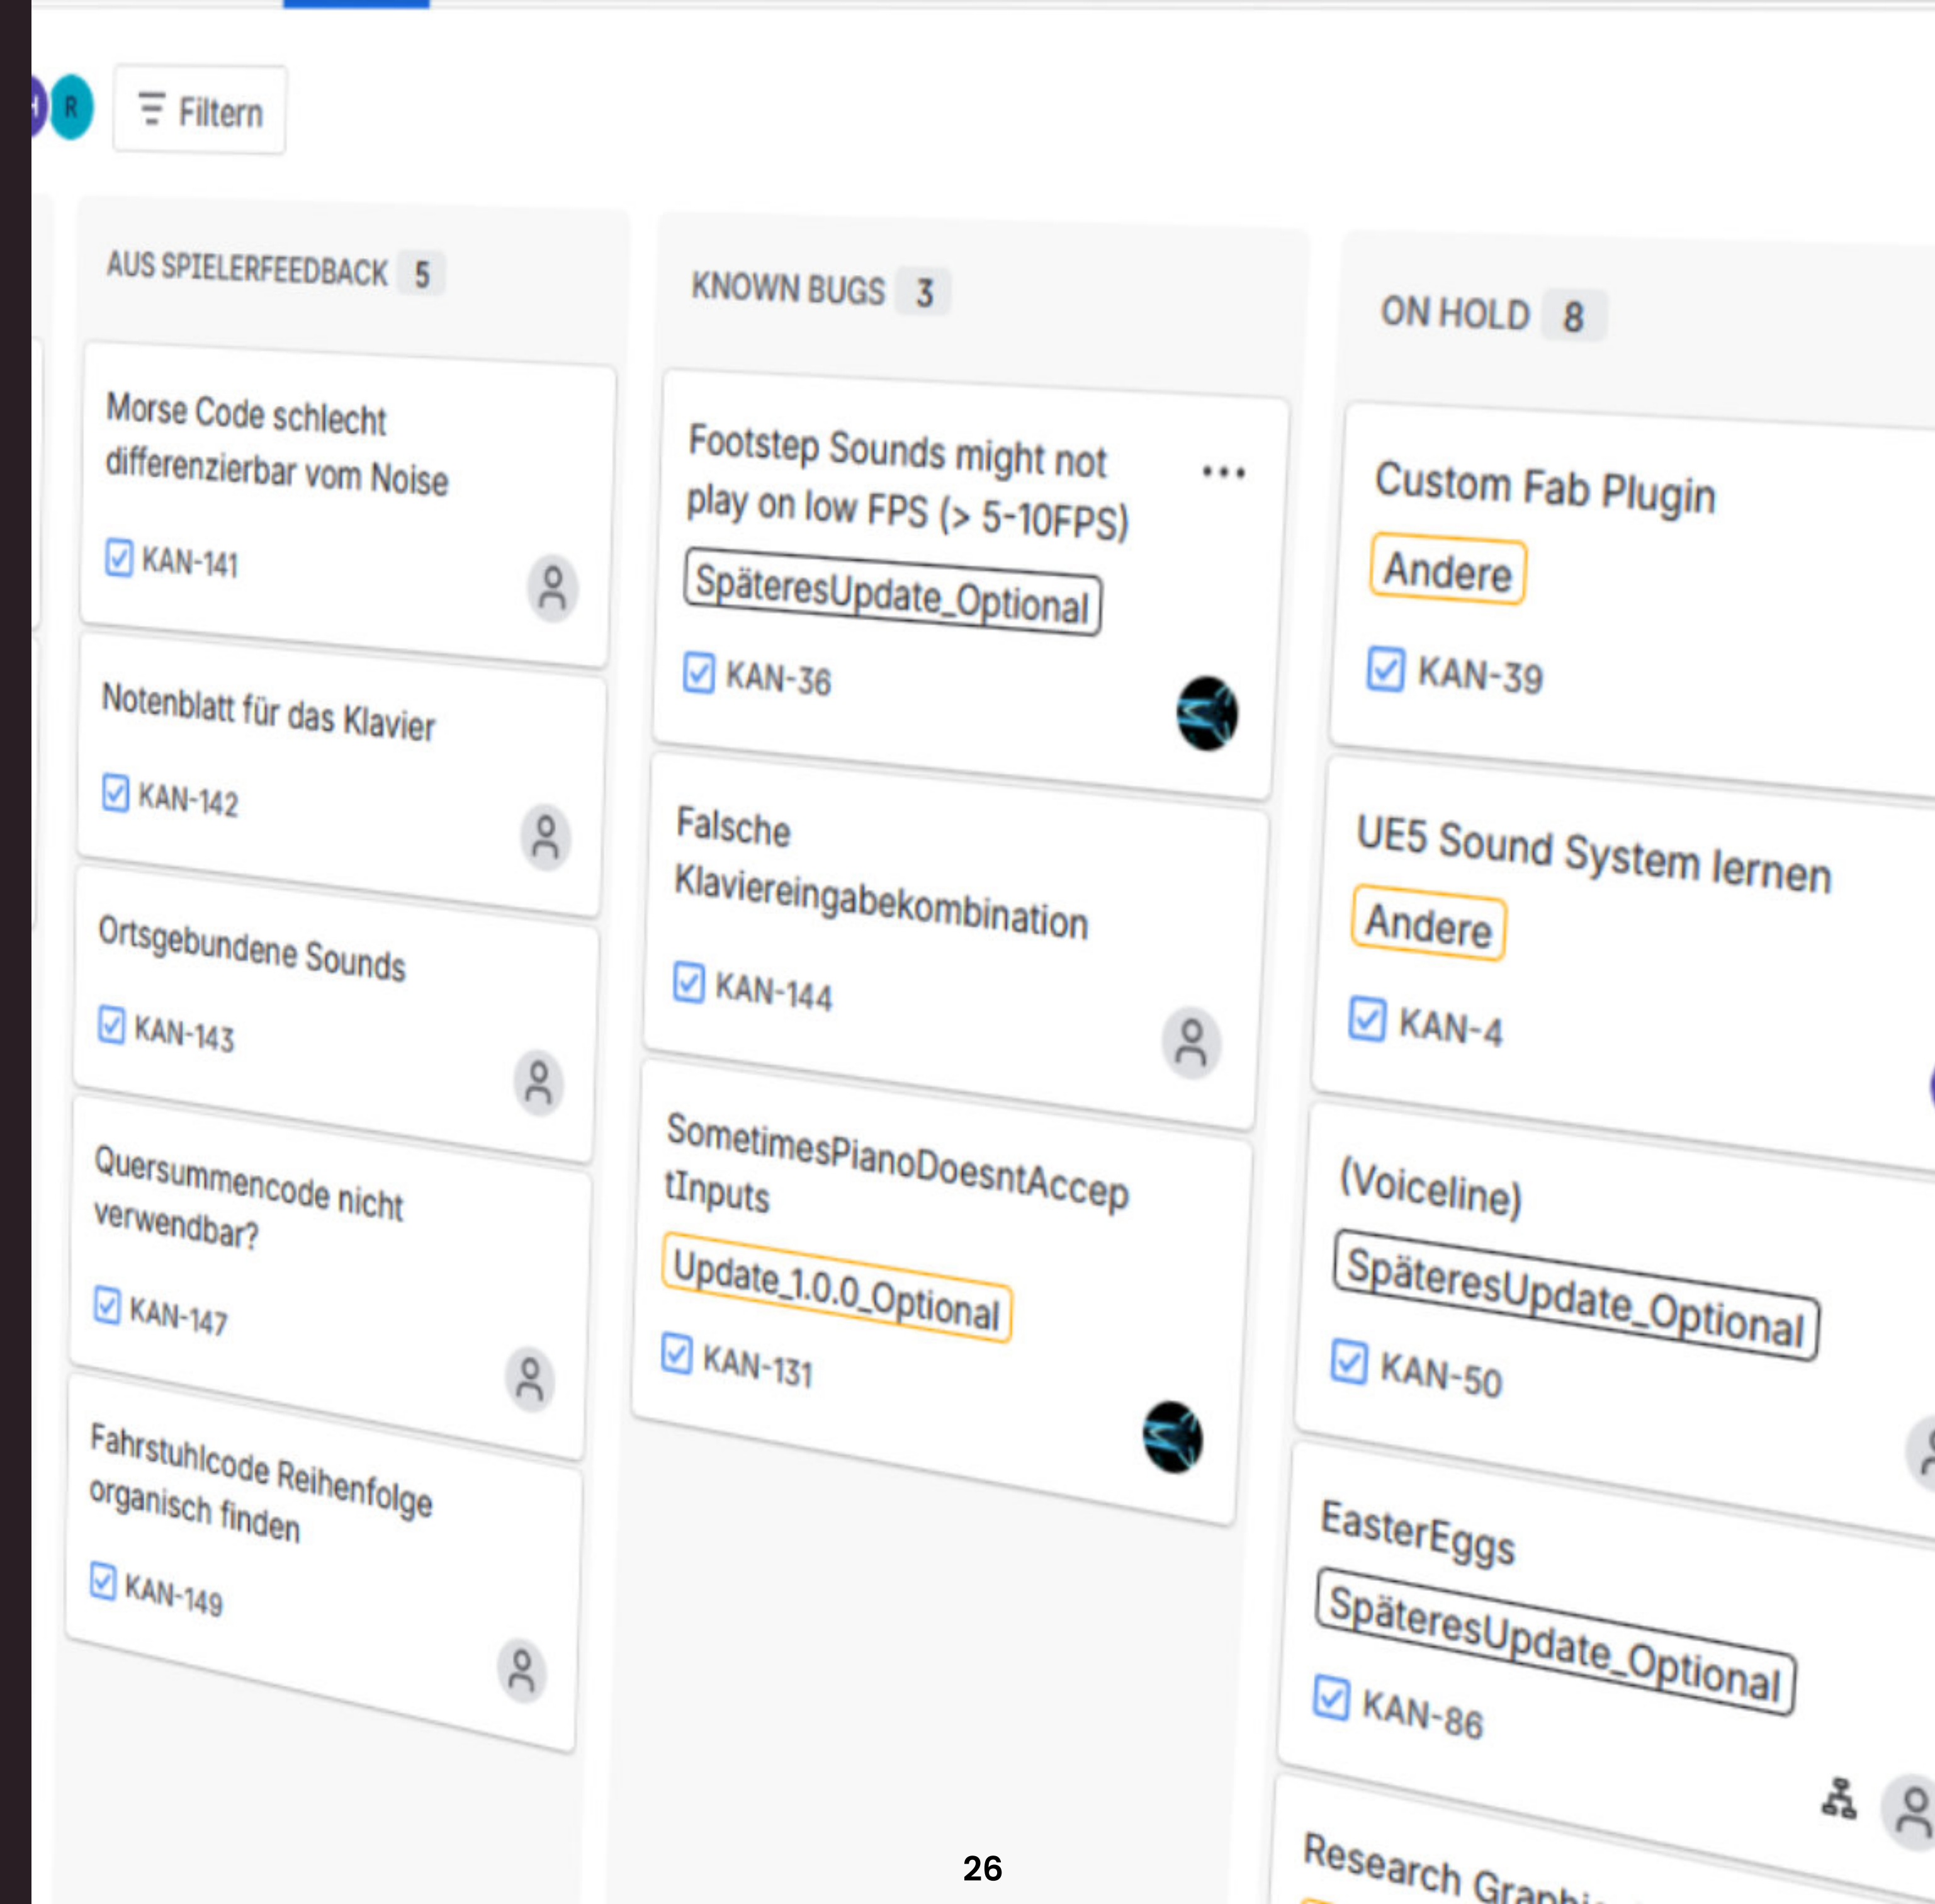 R
Filtern
AUS SPIELERFEEDBACK 5
Morse Code schlecht
differenzierbar vom Noise
KAN-141
Notenblatt für das Klavier
KAN-142
Ortsgebundene Sounds
KAN-143
Quersummencode nicht
verwendbar?
KAN-147
Fahrstuhlcode Reihenfolge
organisch finden
KAN-149
KNOWN BUGS 3
Footstep Sounds might not
play on low FPS (> 5-10FPS)
SpäteresUpdate_Optional
KAN-36
Falsche
Klaviereingabekombination
KAN-144
SometimesPianoDoesntAccep
tInputs
Update_1.0.0_Optional
KAN-131
ON HOLD 8
Custom Fab Plugin
Andere
KAN-39
UE5 Sound System lernen
Andere
KAN-4
(Voiceline)
SpäteresUpdate_Optional
KAN-50
EasterEggs
SpäteresUpdate_Optional
KAN-86
Research
26